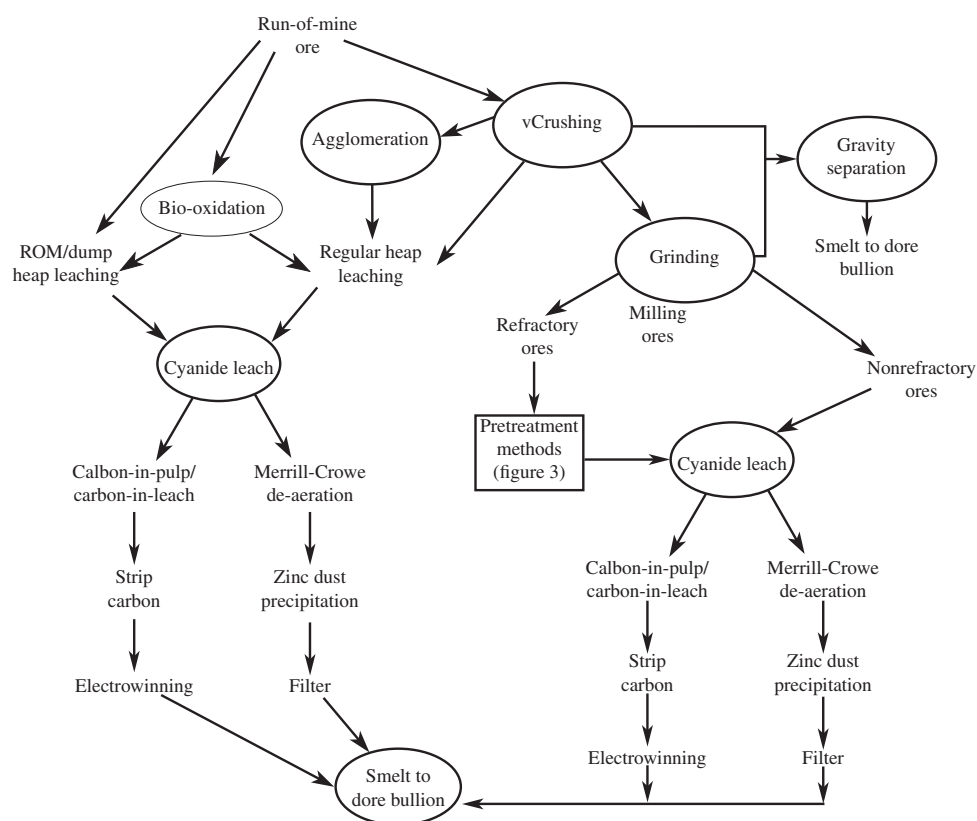 Run-of-mine
ore
vCrushing
Agglomeration
Gravity
separation
Bio-oxidation
ROM/dump
heap leaching
Regular heap
leaching
Grinding
Smelt to dore
bullion
Milling
ores
Refractory
ores
Cyanide leach
Nonrefractory
ores
Pretreatment
methods
(figure 3)
Cyanide leach
Calbon-in-pulp/
carbon-in-leach
Merrill-Crowe
de-aeration
Strip
carbon
Zinc dust
precipitation
Calbon-in-pulp/
carbon-in-leach
Merrill-Crowe
de-aeration
Electrowinning
Filter
Strip
carbon
Zinc dust
precipitation
Electrowinning
Filter
Smelt to
dore bullion